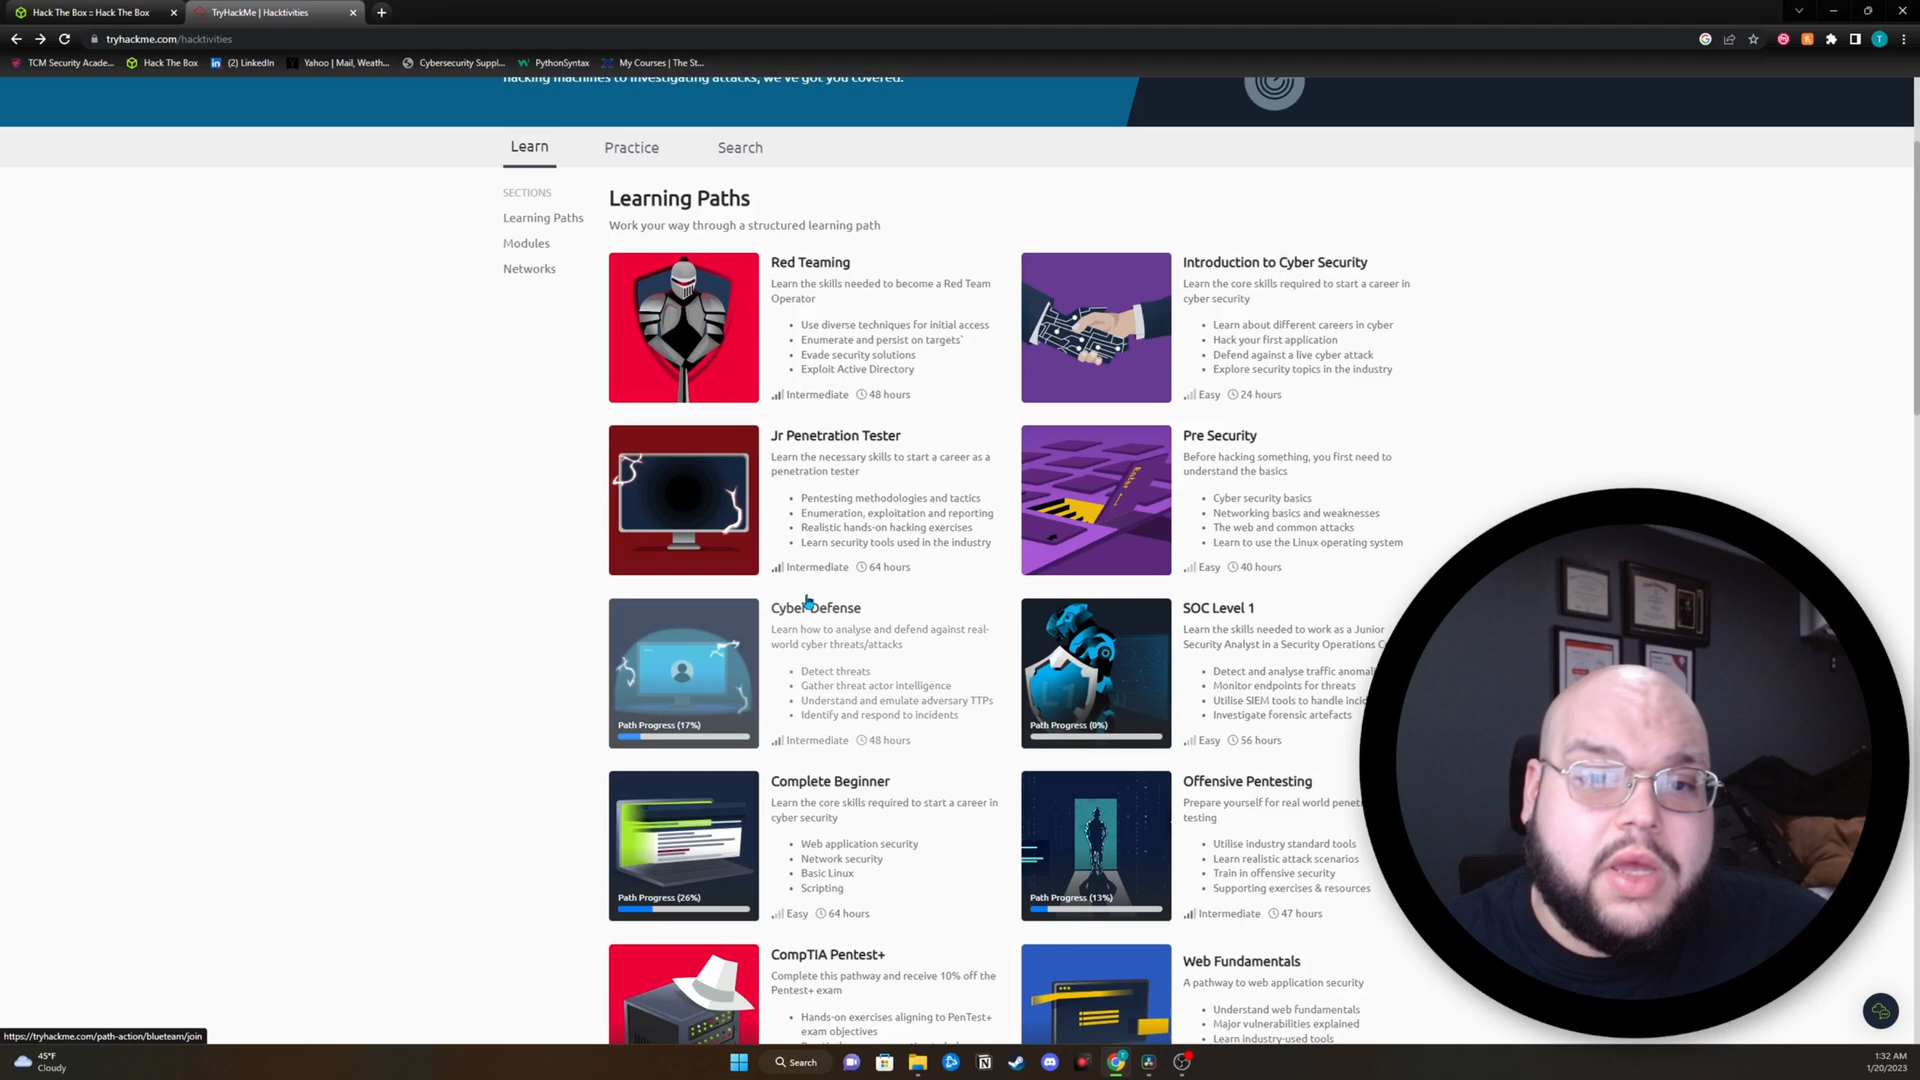 Hack The Box :: Hack The Box
TryHackMe | Hacktivities
tryhackme.com/hacktivities
TCM Security Acade...
Hack The Box
(2) LinkedIn
Yahoo | Mail, Weath...
Cybersecurity Suppl...
PythonSyntax
My Courses | The St...
hacking machines to investigating attacks, we've got you covered.
Learn
Practice
Search
SECTIONS
Learning Paths
Modules
Networks
Learning Paths
Work your way through a structured learning path
Red Teaming
Learn the skills needed to become a Red Team
Operator
Use diverse techniques for initial access
Enumerate and persist on targets`
Evade security solutions
Exploit Active Directory
Intermediate 48 hours
Introduction to Cyber Security
Learn the core skills required to start a career in
cyber security
Learn about different careers in cyber
Hack your first application
Defend against a live cyber attack
Explore security topics in the industry
Easy 24 hours
Jr Penetration Tester
Learn the necessary skills to start a career as a
penetration tester
Pentesting methodologies and tactics
Enumeration, exploitation and reporting
Realistic hands-on hacking exercises
Learn security tools used in the industry
Intermediate 64 hours
Pre Security
Before hacking something, you first need to
understand the basics
Cyber security basics
Networking basics and weaknesses
The web and common attacks
Learn to use the Linux operating system
Easy 40 hours
Cyber Defense
Learn how to analyse and defend against real-
world cyber threats/attacks
Detect threats
Gather threat actor intelligence
Understand and emulate adversary TTPs
Identify and respond to incidents
Path Progress (17%)
Intermediate 48 hours
SOC Level 1
Learn the skills needed to work as a Junior
Security Analyst in a Security Operations C
Detect and analyse traffic anomal
Monitor endpoints for threats
Utilise SIEM tools to handle inci
Investigate forensic artefacts
L1
Path Progress (0%)
Easy 56 hours
Complete Beginner
Learn the core skills required to start a career in
cyber security
Web application security
Network security
Basic Linux
Scripting
Path Progress (26%)
Easy 64 hours
Offensive Pentesting
Prepare yourself for real world penet
testing
Utilise industry standard tools
Learn realistic attack scenarios
Train in offensive security
Supporting exercises & resources
Path Progress (13%)
Intermediate 47 hours
CompTIA Pentest+
Complete this pathway and receive 10% off the
Pentest+ exam
Hands-on exercises aligning to PenTest+
exam objectives
Web Fundamentals
A pathway to web application security
Understand web fundamentals
Major vulnerabilities explained
Learn industry-used tools
https://tryhackme.com/path-action/blueteam/join
45°F
Cloudy
Search
1:32 AM
1/20/2023